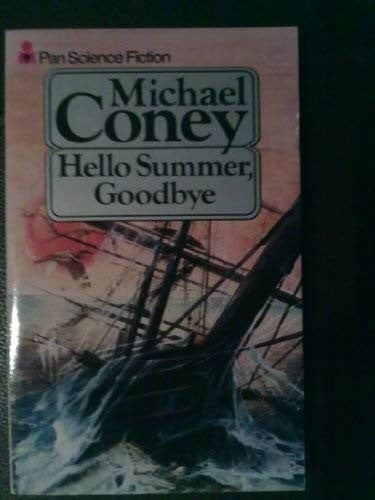 Pan Science Fiction
Michael
Coney
Hello Summer,
Goodbye